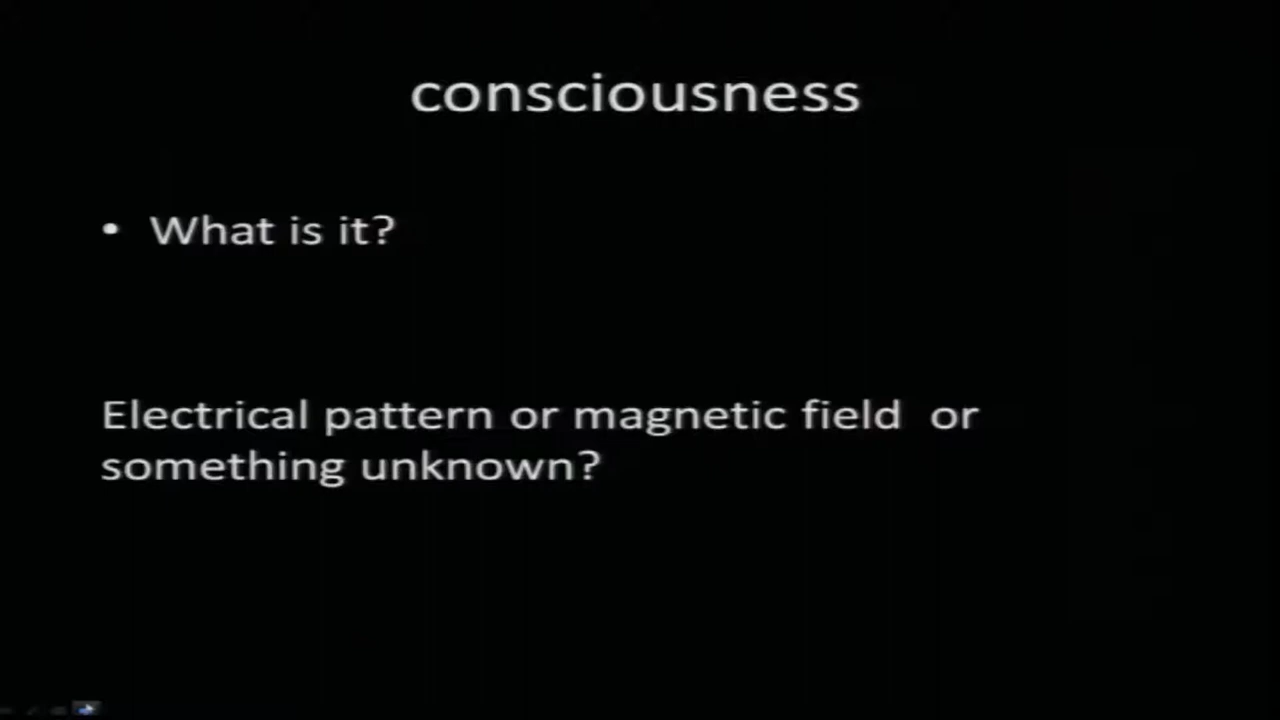 consciousness
• What is it?
Electrical pattern or magnetic field  or
something unknown?